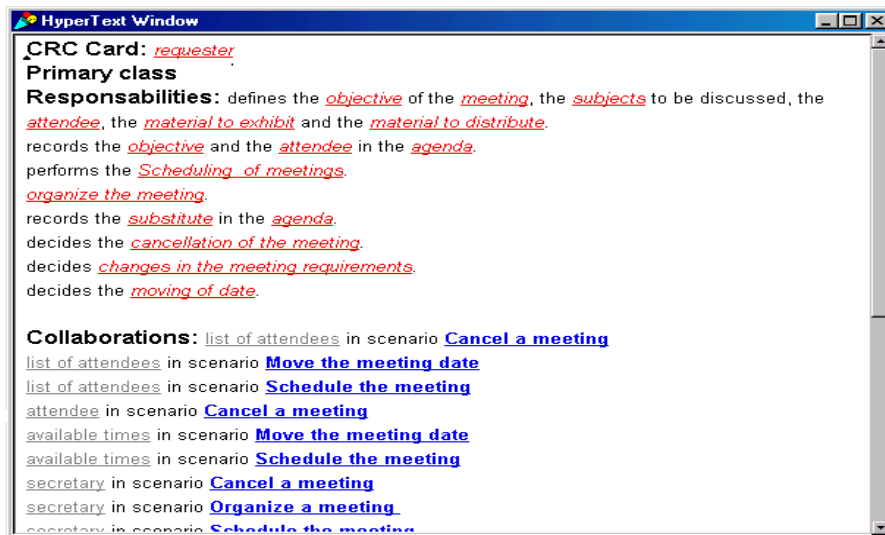 HyperText Window
CRC Card: requester
Primary class
Responsabilities: defines the objective of the meeting, the subjects to be discussed, the
attendee, the material to exhibit and the material to distribute.
records the objective and the attendee in the agenda.
performs the Scheduling of meetings.
organize the meeting.
records the substitute in the agenda.
decides the cancellation of the meeting.
decides changes in the meeting requirements.
decides the moving of date.
Collaborations: list of attendees in scenario Cancel a meeting
list of attendees in scenario Move the meeting date
list of attendees in scenario Schedule the meeting
attendee in scenario Cancel a meeting
available times in scenario Move the meeting date
available times in scenario Schedule the meeting
secretary in scenario Cancel a meeting
secretary in scenario Organize a meeting
secretary in scenario Schedule the meeting